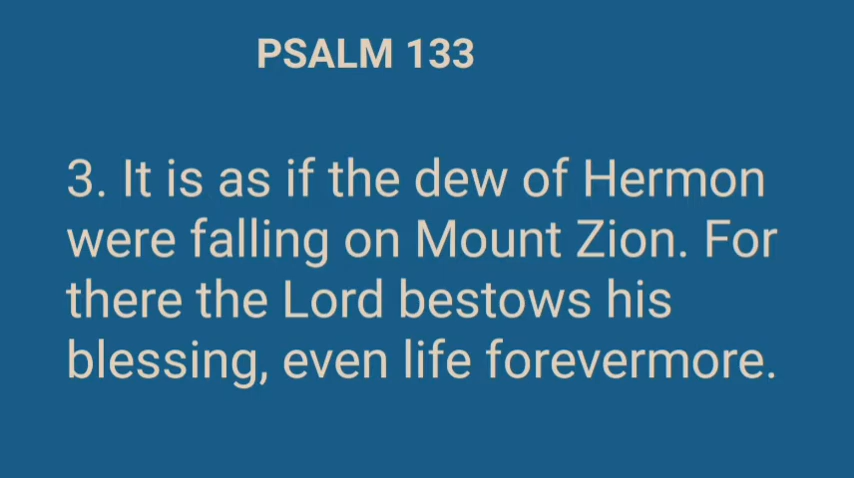 PSALM 133
3. It is as if the dew of Hermon
were falling on Mount Zion. For
there the Lord bestows his
blessing, even life forevermore.